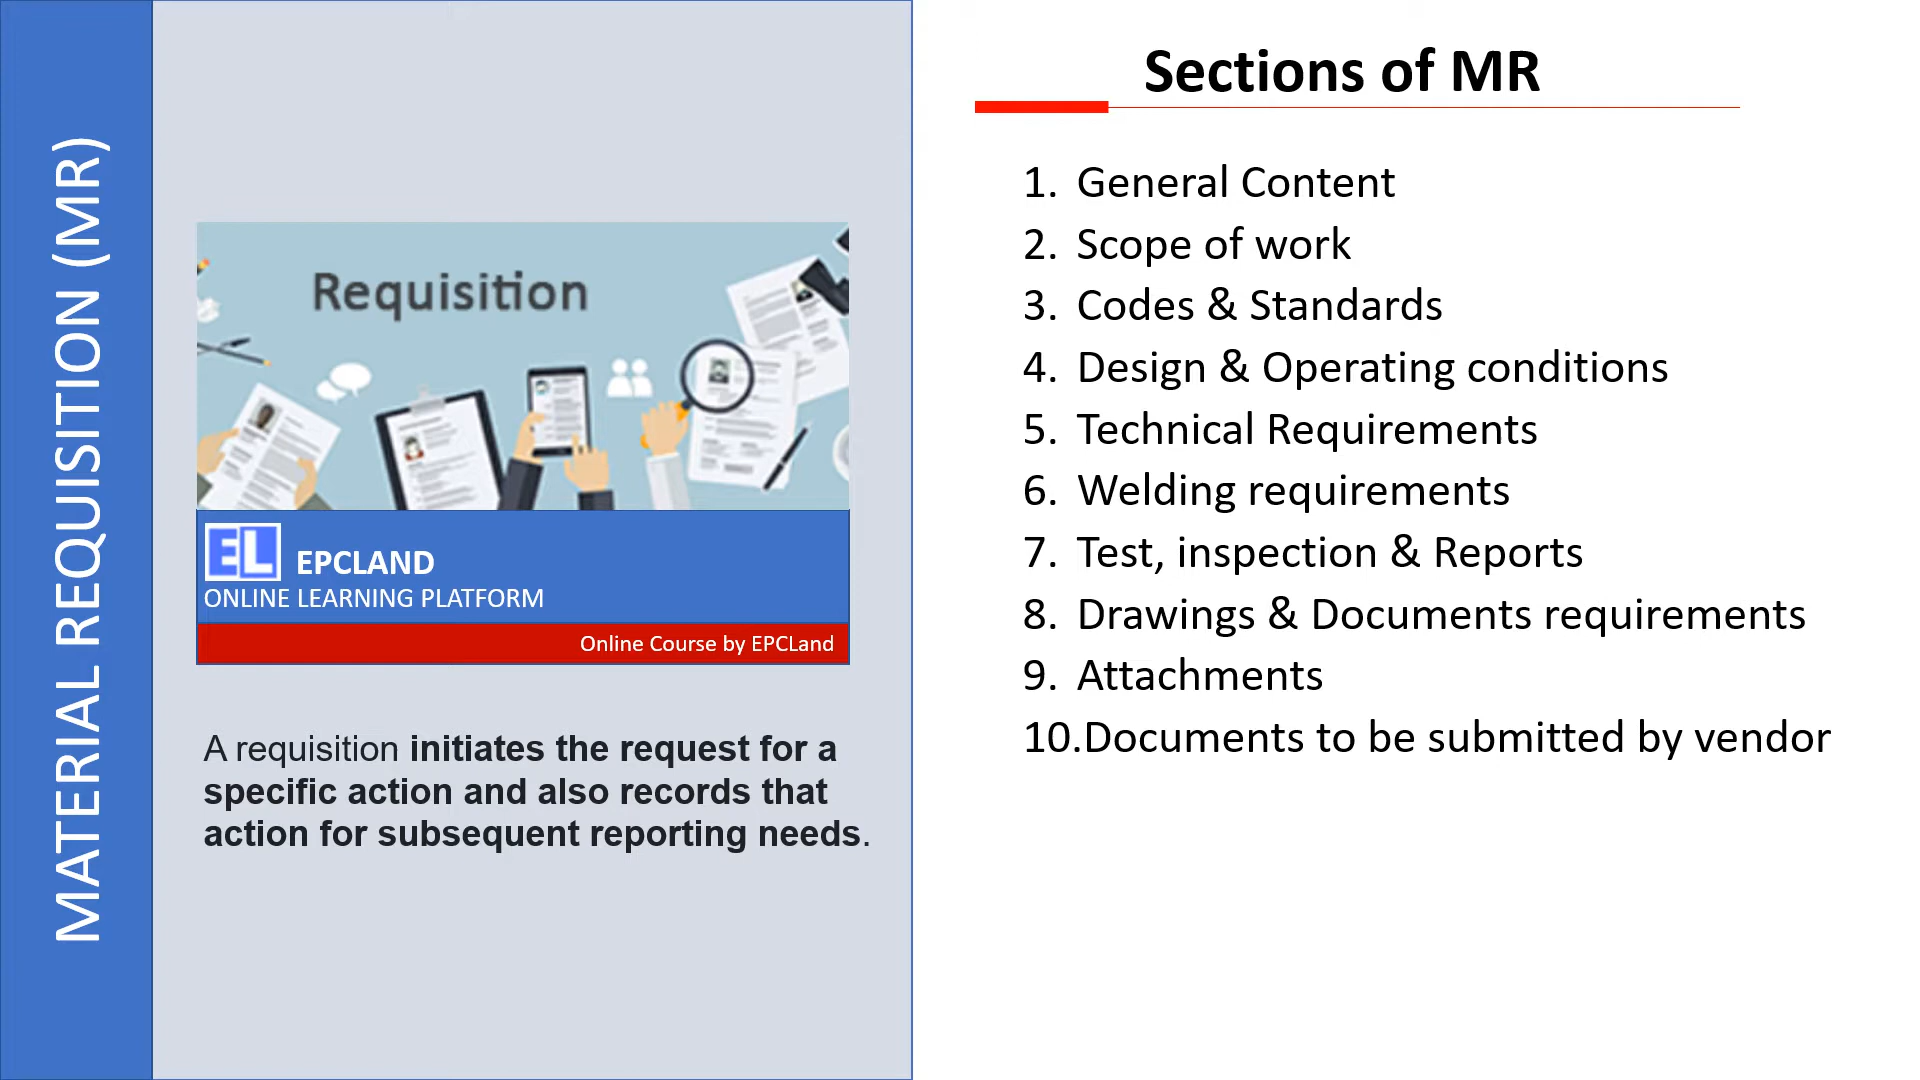 MATERIAL REQUISITION (MR)
Requisition
EL
EPCLAND
ONLINE LEARNING PLATFORM
Online Course by EPCLand
A requisition initiates the request for a
specific action and also records that
action for subsequent reporting needs.
Sections of MR
1. General Content
2. Scope of work
3. Codes & Standards
4. Design & Operating conditions
5. Technical Requirements
6. Welding requirements
7. Test, inspection & Reports
8. Drawings & Documents requirements
9. Attachments
10.Documents to be submitted by vendor